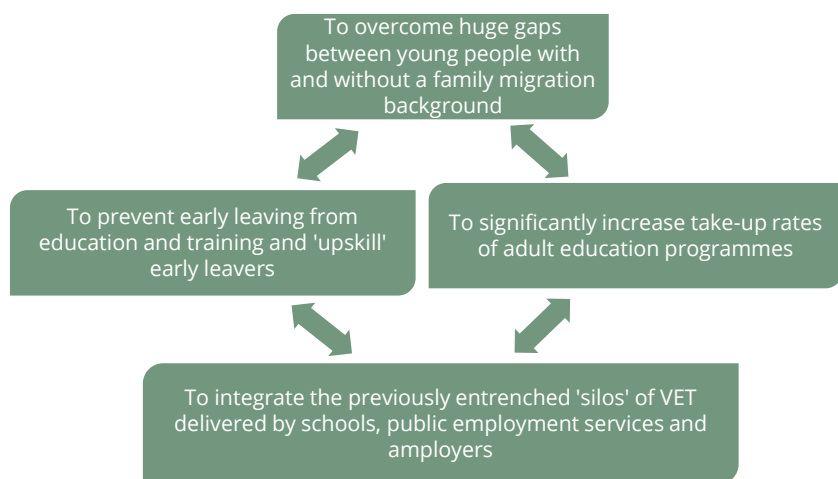 To overcome huge gaps
between young people with
and without a family migration
background
To prevent early leaving from
education and training and 'upskill'
early leavers
To significantly increase take-up rates
of adult education programmes
To integrate the previously entrenched 'silos' of VET
delivered by schools, public employment services and
amployers